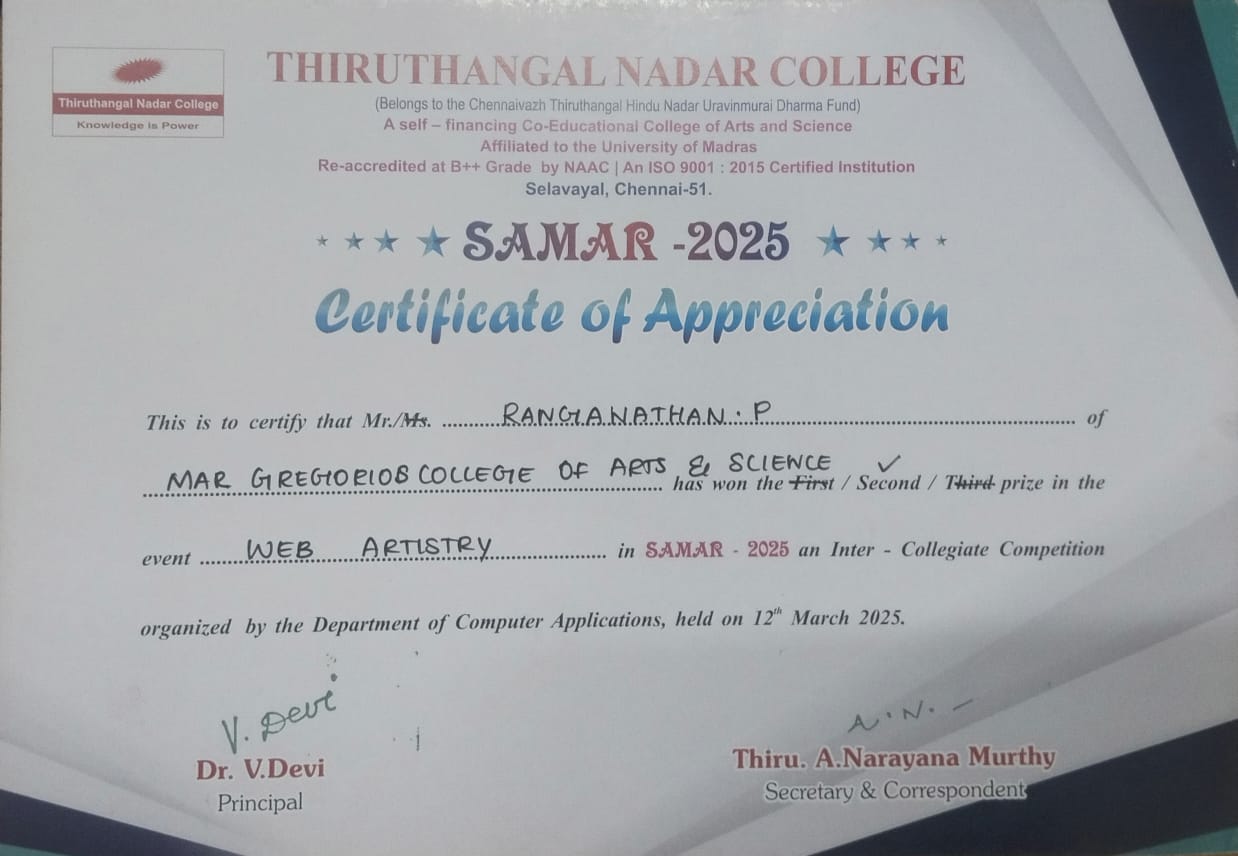 Thiruthangal Nadar College
Knowledge is Power
THIRUTHANGAL NADAR COLLEGE
(Belongs to the Chennaivazh Thiruthangal Hindu Nadar Uravinmurai Dharma Fund)
A self – financing Co-Educational College of Arts and Science
Affiliated to the University of Madras
Re-accredited at B++ Grade by NAAC | An ISO 9001 : 2015 Certified Institution
Selavayal, Chennai-51.
SAMAR -2025
Certificate of Appreciation
This is to certify that Mr./Ms. RANGANATHAN. P of
MAR GREGORIOS COLLEGE OF ARTS & SCIENCE ✓ has won the First / Second / Third prize in the
event WEB ARTISTRY in SAMAR - 2025 an Inter - Collegiate Competition
organized by the Department of Computer Applications, held on 12th March 2025.
V. Devi
Dr. V.Devi
Principal
A. N. –
Thiru. A.Narayana Murthy
Secretary & Correspondent